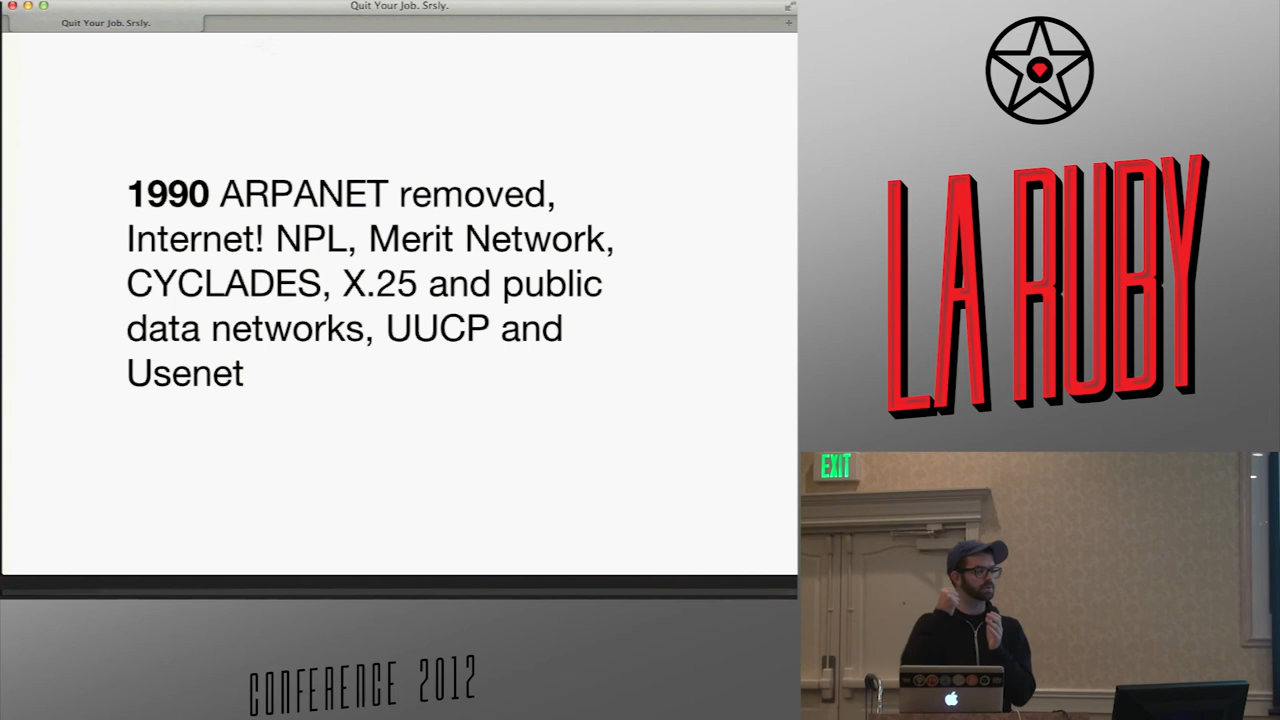 Quit Your Job. Srsly.
Quit Your Job. Srsly.
1990 ARPANET removed,
Internet! NPL, Merit Network,
CYCLADES, X.25 and public
data networks, UUCP and
Usenet
LA RUBY
EXIT
CONFERENCE 2012